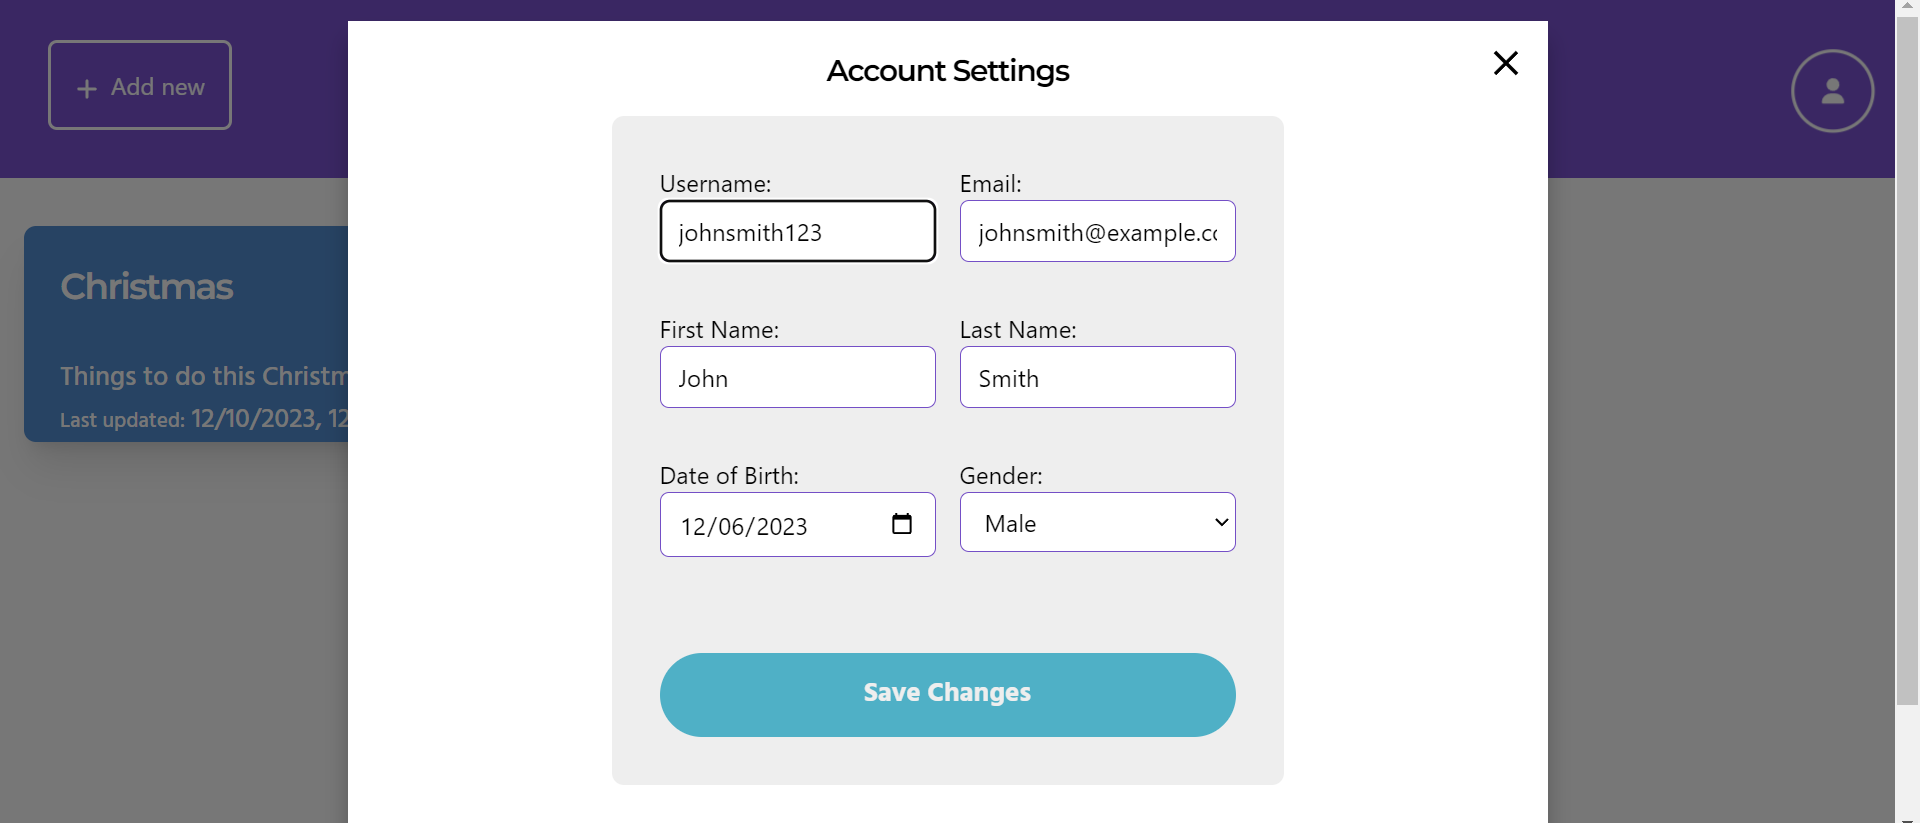 Add new
Account Settings
Username:
Email:
johnsmith123
johnsmith@example.co
Christmas
First Name:
Last Name:
John
Smith
Things to do this Christm
Last updated: 12/10/2023, 12
Date of Birth:
Gender:
12/06/2023
Male
Save Changes